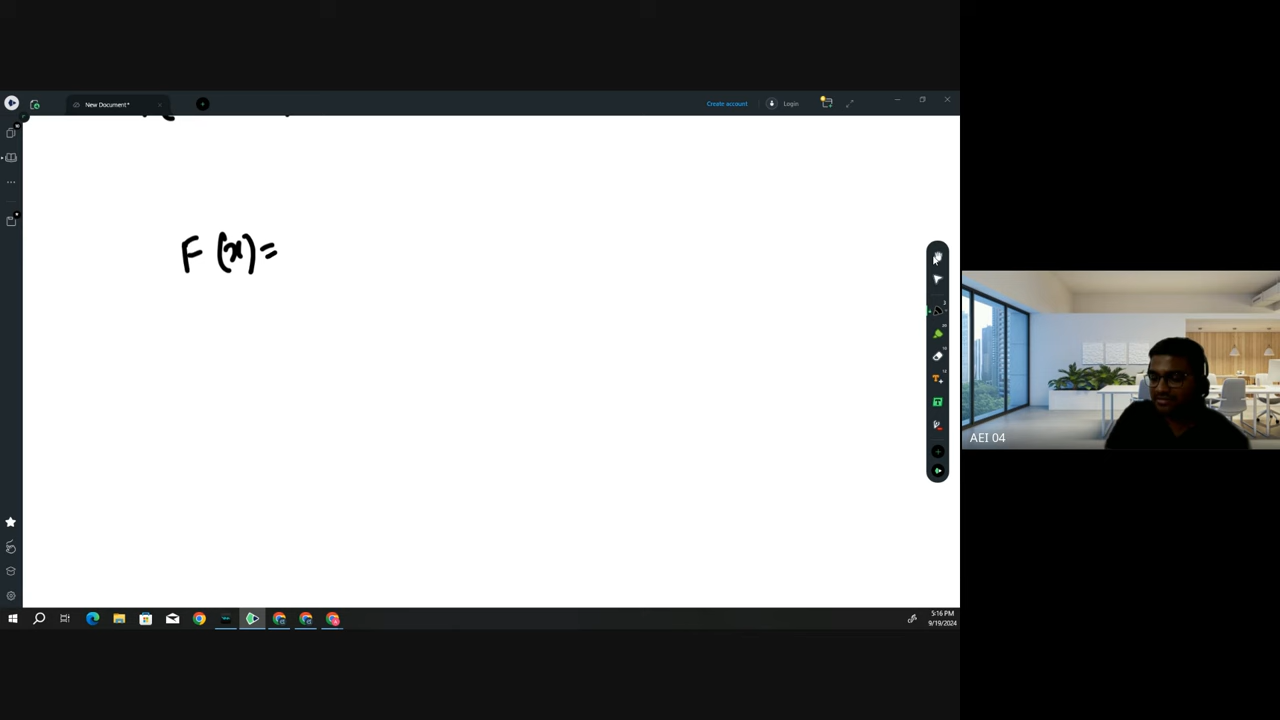 New Document*
Create account
Login
F (x) =
AEI 04
5:16 PM
9/19/2024